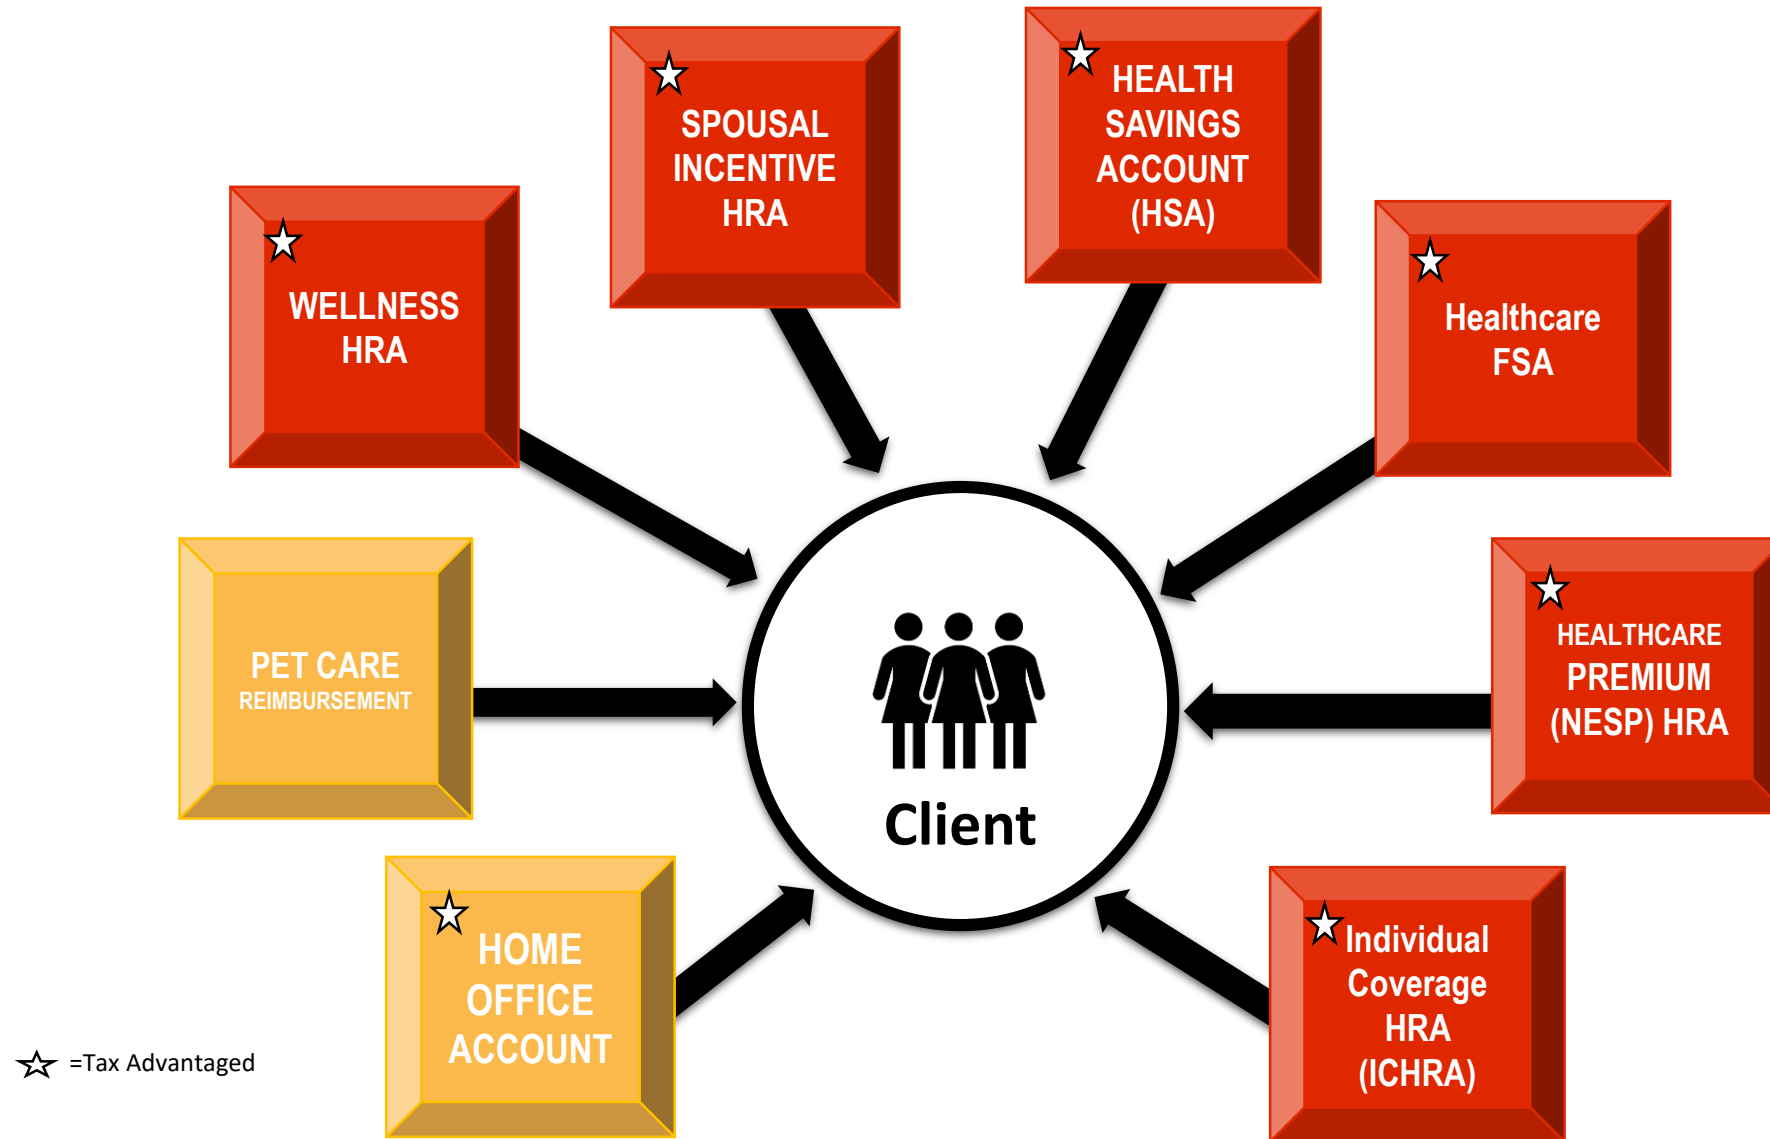 WELLNESS
HRA
SPOUSAL
INCENTIVE
HRA
HEALTH
SAVINGS
ACCOUNT
(HSA)
Healthcare
FSA
PET CARE
REIMBURSEMENT
Client
HEALTHCARE
PREMIUM
(NESP) HRA
HOME
OFFICE
ACCOUNT
Individual
Coverage
HRA
(ICHRA)
=Tax Advantaged